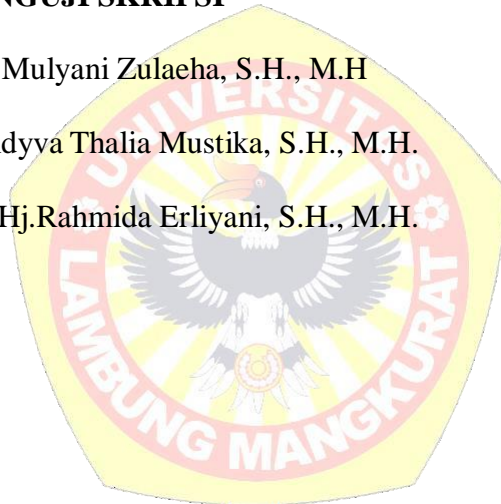 Mulyani Zulaeha, S.H., M.H
Thalia Mustika, S.H., M.H.
Hj.Rahmida Erliyani, S.H., M.H.
UNIVERSITAS
LAMBUNG MANGKURAT